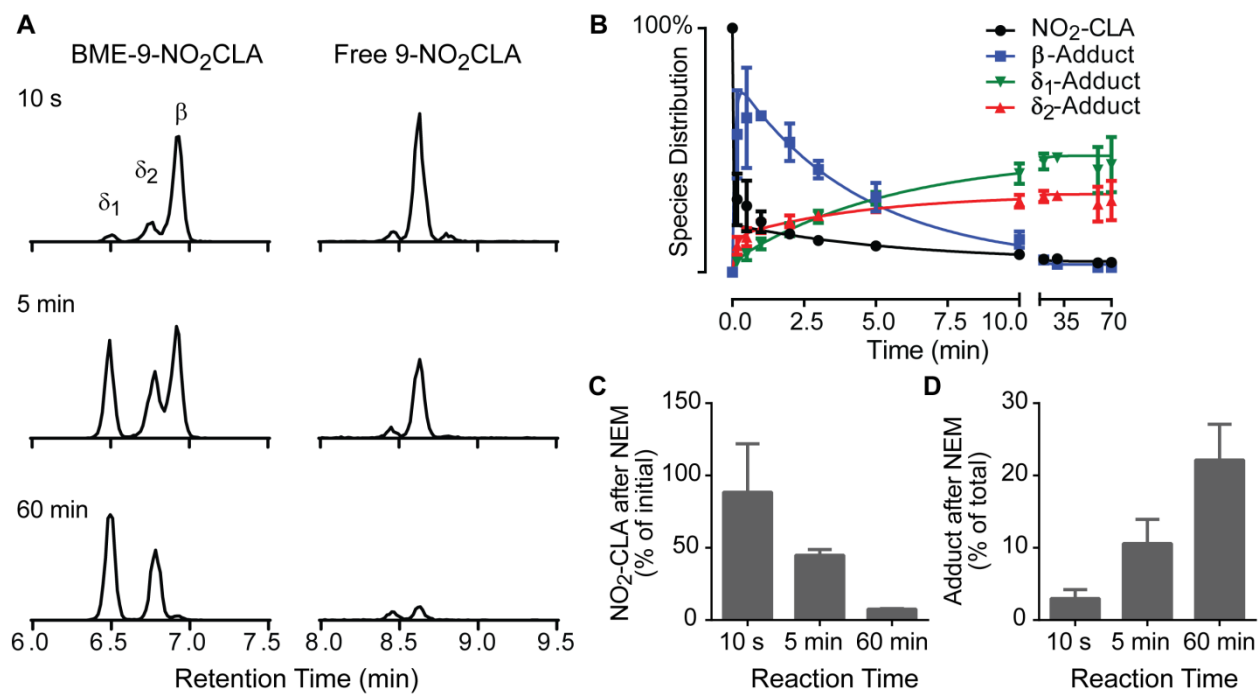 A
BME-9-NO₂CLA
Free 9-NO₂CLA
10 s
δ₁
δ₂
β
5 min
60 min
6.0 6.5 7.0 7.5
8.0 8.5 9.0 9.5
Retention Time (min)
B
100%
0%
Species Distribution
NO₂-CLA
β-Adduct
δ₁-Adduct
δ₂-Adduct
0.0 2.5 5.0 7.5 10.0 35 70
Time (min)
C
NO₂-CLA after NEM
(% of initial)
150
100
50
0
10 s 5 min 60 min
Reaction Time
D
Adduct after NEM
(% of total)
30
20
10
0
10 s 5 min 60 min
Reaction Time